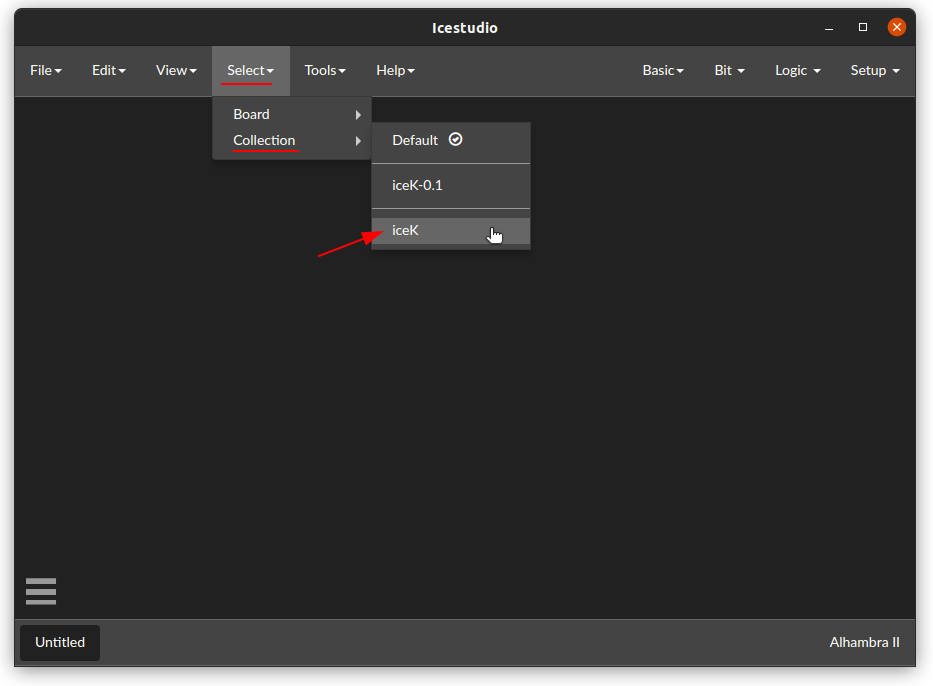 Icestudio
File Edit View Select Tools Help Basic Bit Logic Setup
Board
Collection
Default
iceK-0.1
iceK
Untitled
Alhambra II